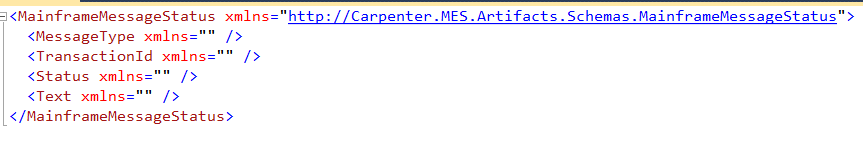 <MainframeMessageStatus xmlns="http://Carpenter.MES.Artifacts.Schemas.MainframeMessageStatus">
<MessageType xmlns="" />
<TransactionId xmlns="" />
<Status xmlns="" />
<Text xmlns="" />
</MainframeMessageStatus>